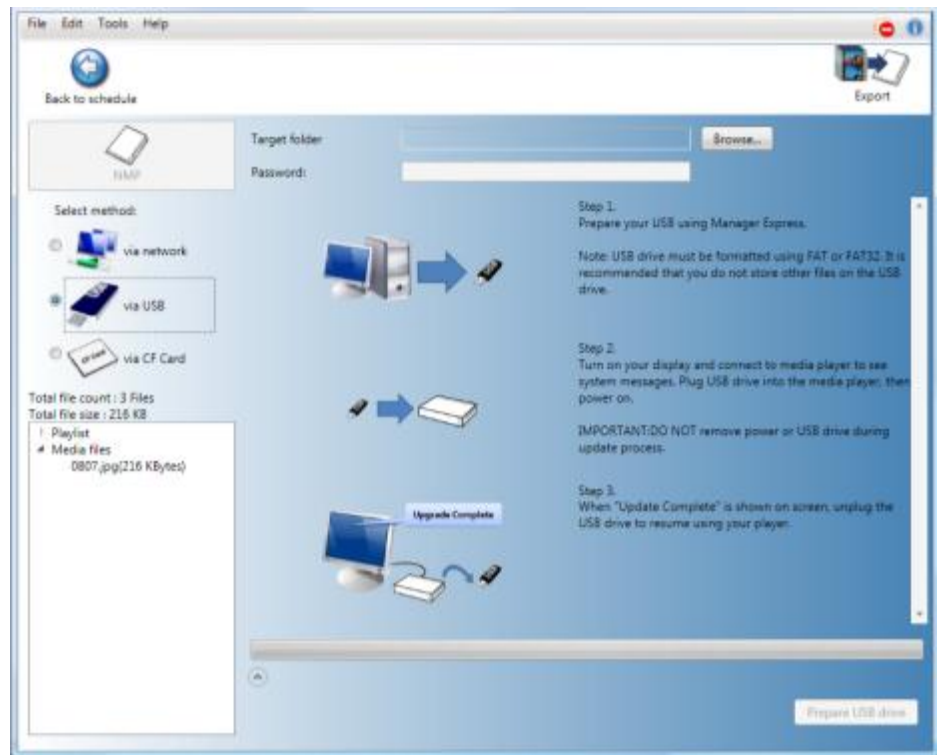 File Edit Tools Help
Back to schedule
Export
NMP
Target folder
Browse...
Password:
Select method:
via network
via USB
CF Card
via CF Card
Total file count : 3 Files
Total file size : 216 KB
Playlist
Media files
0807.jpg(216 KBytes)
Step 1.
Prepare your USB using Manager Express.
Note: USB drive must be formatted using FAT or FAT32. It is
recommended that you do not store other files on the USB
drive.
Step 2.
Turn on your display and connect to media player to see
system messages. Plug USB drive into the media player, then
power on.
IMPORTANT:DO NOT remove power or USB drive during
update process.
Upgrade Complete
Step 3.
When "Update Complete" is shown on screen, unplug the
USB drive to resume using your player.
Prepare USB drive